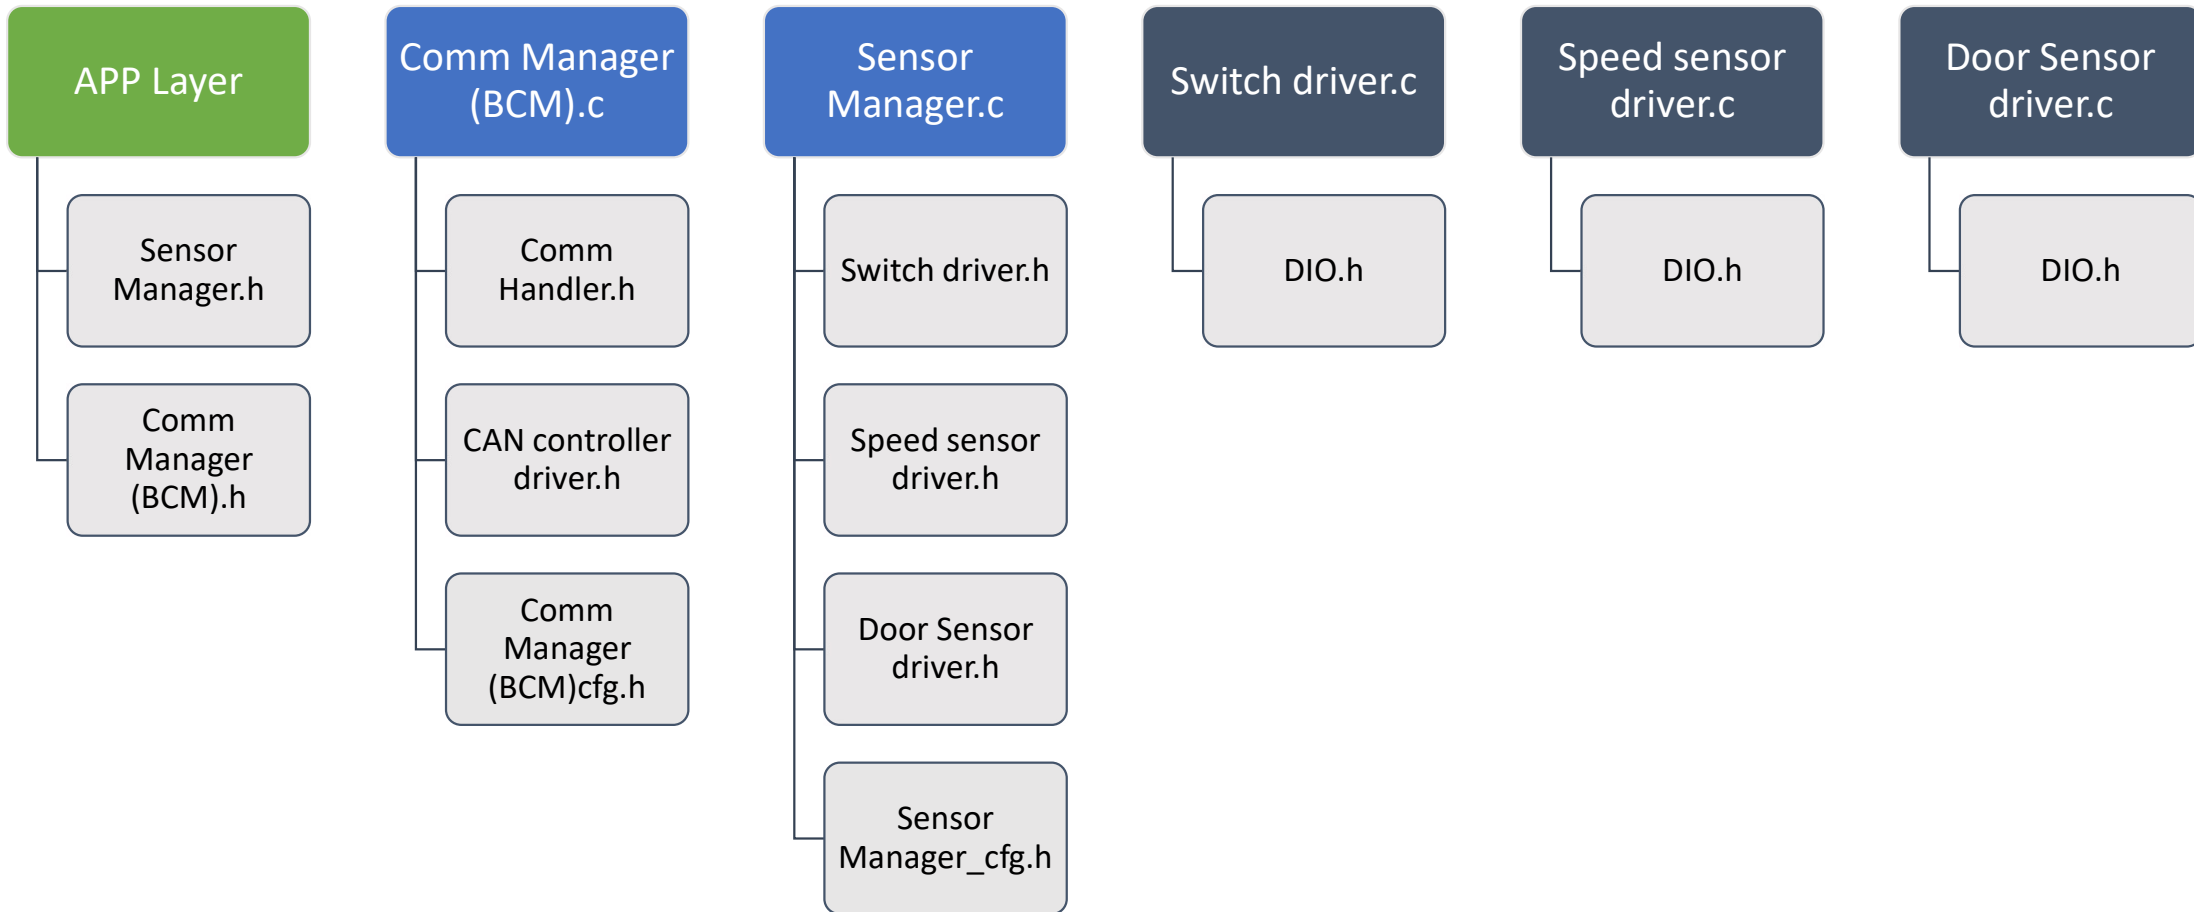 APP Layer
Sensor
Manager.h
Comm
Manager
(BCM).h
Comm Manager
(BCM).c
Comm
Handler.h
CAN controller
driver.h
Comm
Manager
(BCM)cfg.h
Sensor
Manager.c
Switch driver.h
Speed sensor
driver.h
Door Sensor
driver.h
Sensor
Manager_cfg.h
Switch driver.c
DIO.h
Speed sensor
driver.c
DIO.h
Door Sensor
driver.c
DIO.h